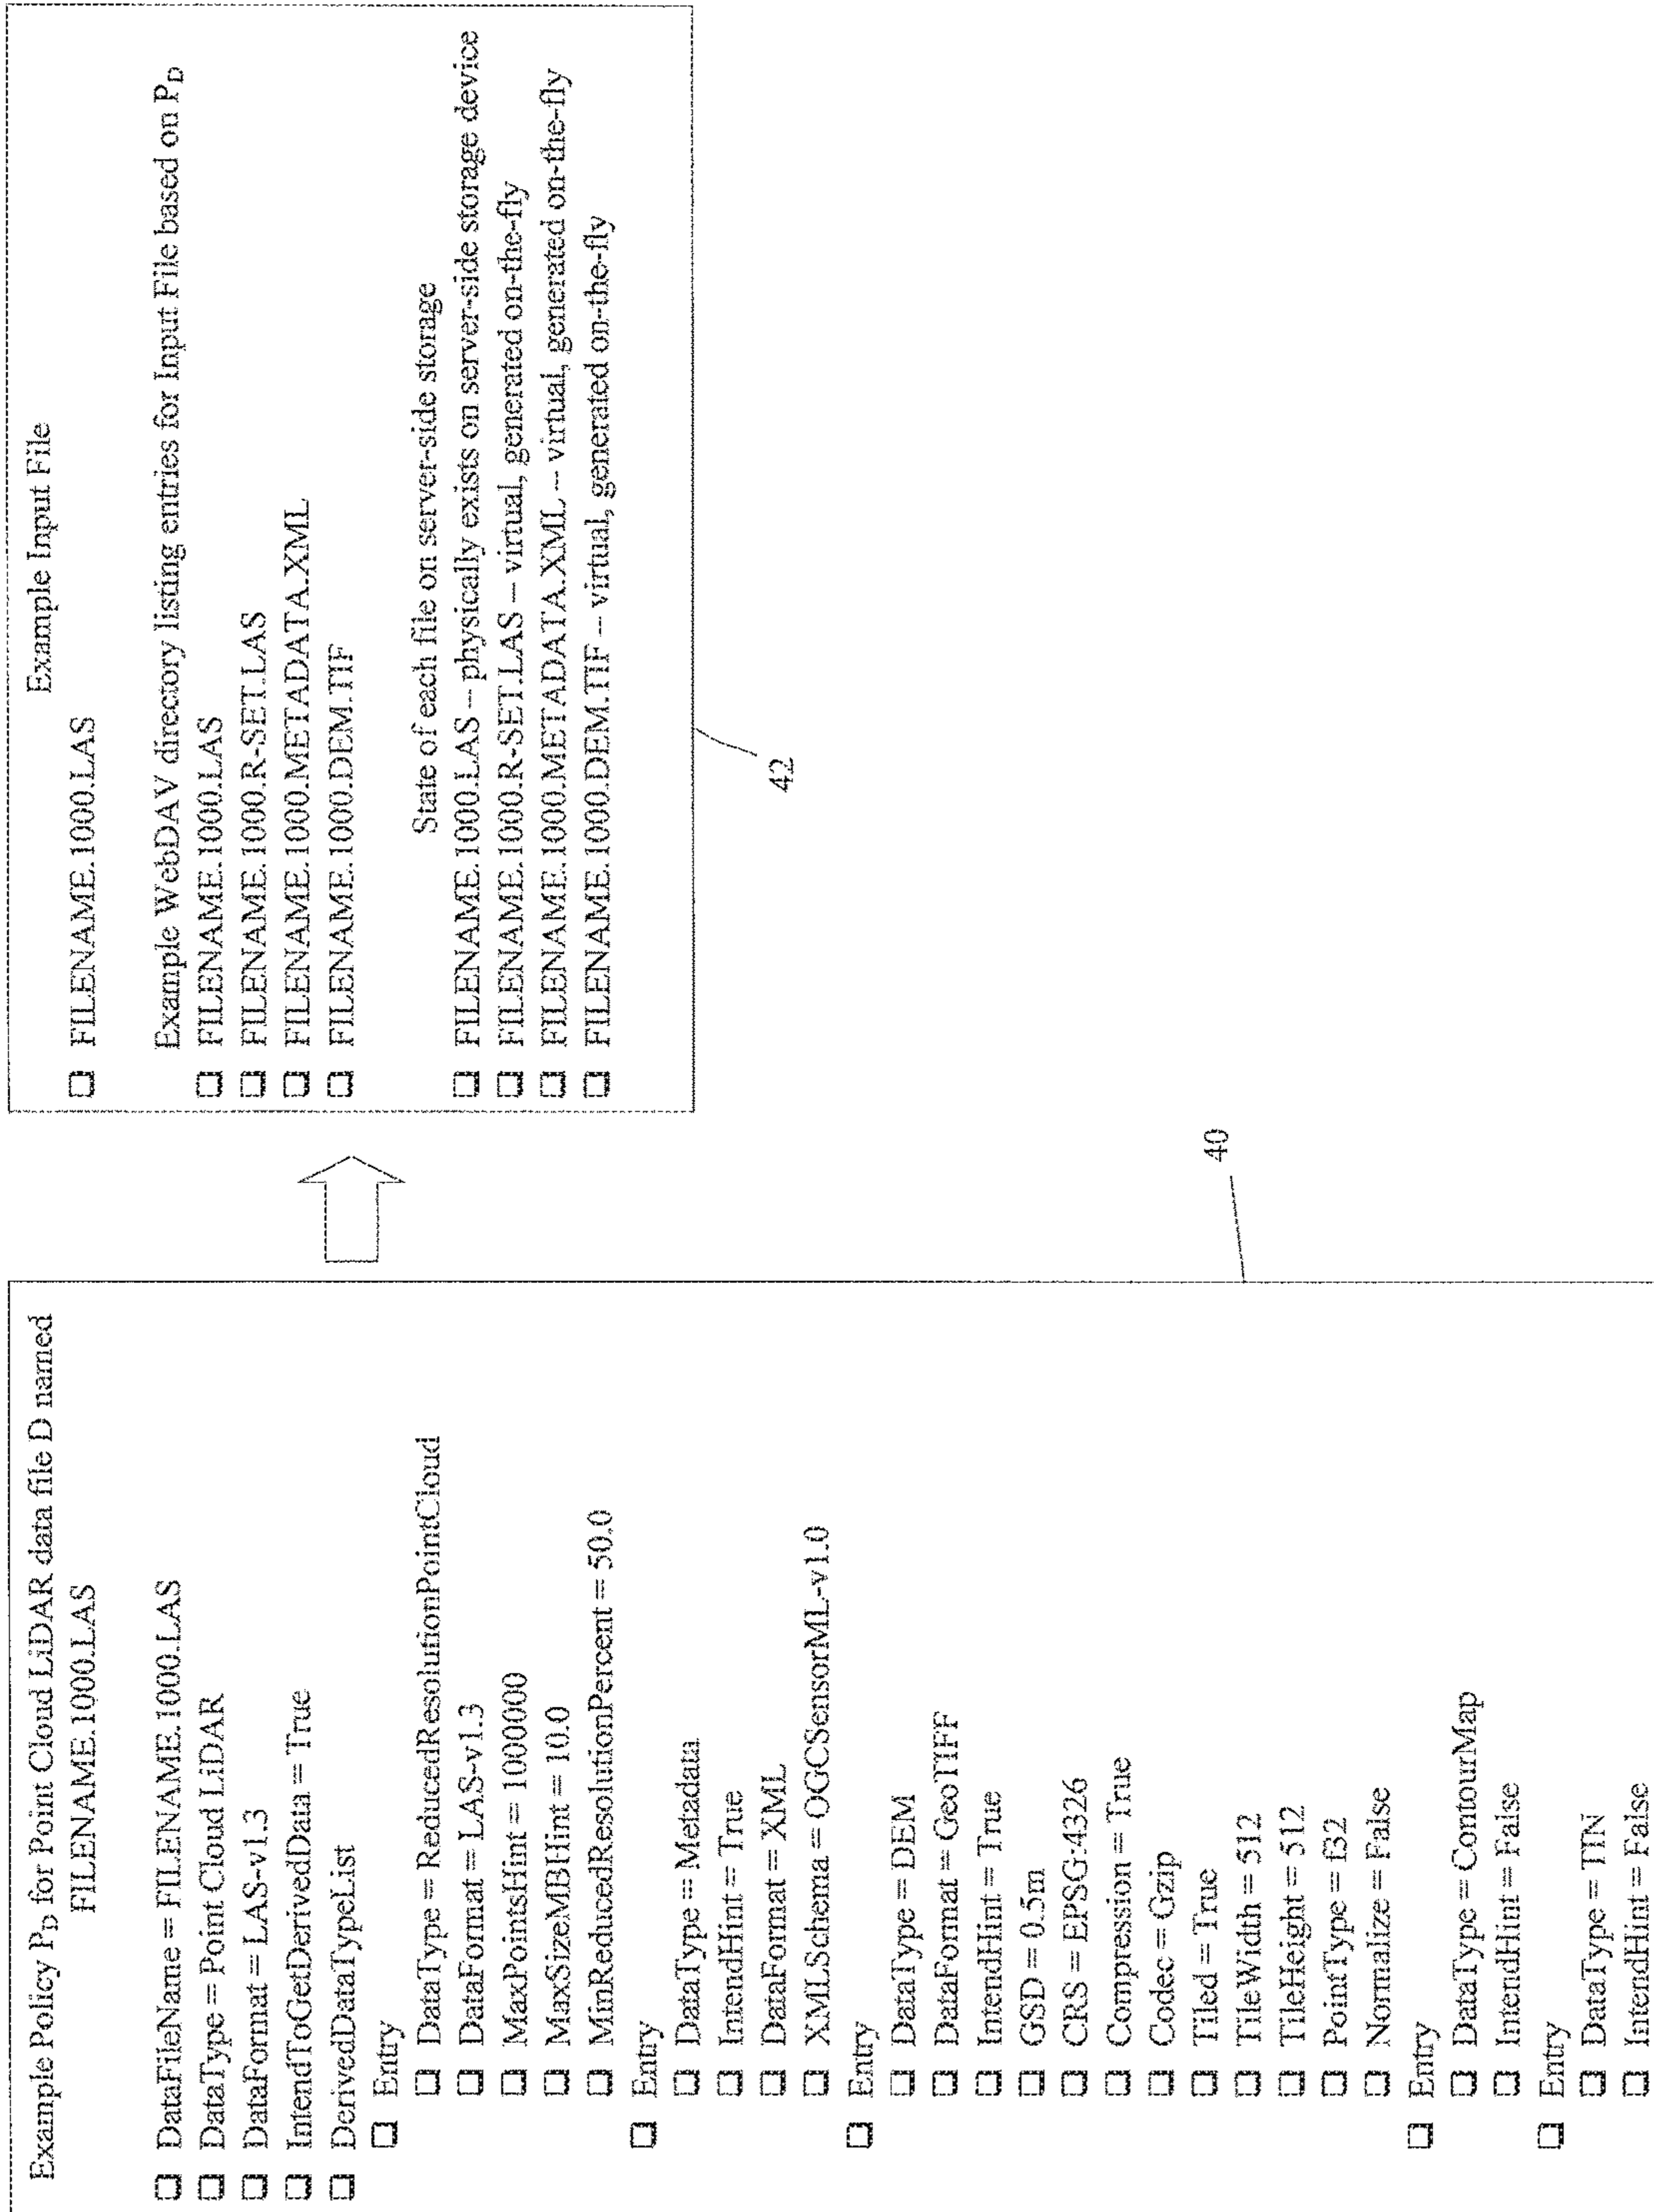 Example Policy PD for Point Cloud LiDAR data file D named
FILENAME.1000.LAS
DataFileName = FILENAME.1000.LAS
DataType = Point Cloud LiDAR
DataFormat = LAS-v1.3
IntendToGetDerivedData = True
DerivedDataTypeList
Entry
DataType = ReducedResolutionPointCloud
DataFormat = LAS-v1.3
MaxPointsHint = 1000000
MaxSizeMBHint = 10.0
MinReducedResolutionPercent = 50.0
Entry
DataType = Metadata
IntendHint = True
DataFormat = XML
XMLSchema = OGCSensorML-v1.0
Entry
DataType = DEM
DataFormat = GeoTIFF
IntendHint = True
GSD = 0.5m
CRS = EPSG:4326
Compression = True
Codec = Gzip
Tiled = True
TileWidth = 512
TileHeight = 512
PointType = f32
Normalize = False
Entry
DataType = ContourMap
IntendHint = False
Entry
DataType = TIN
IntendHint = False
40
Example Input File
FILENAME.1000.LAS
Example WebDAV directory listing entries for Input File based on PD
FILENAME.1000.LAS
FILENAME.1000.R-SET.LAS
FILENAME.1000.METADATA.XML
FILENAME.1000.DEM.TIF
State of each file on server-side storage
FILENAME.1000.LAS – physically exists on server-side storage device
FILENAME.1000.R-SET.LAS – virtual, generated on-the-fly
FILENAME.1000.METADATA.XML – virtual, generated on-the-fly
FILENAME.1000.DEM.TIF – virtual, generated on-the-fly
42